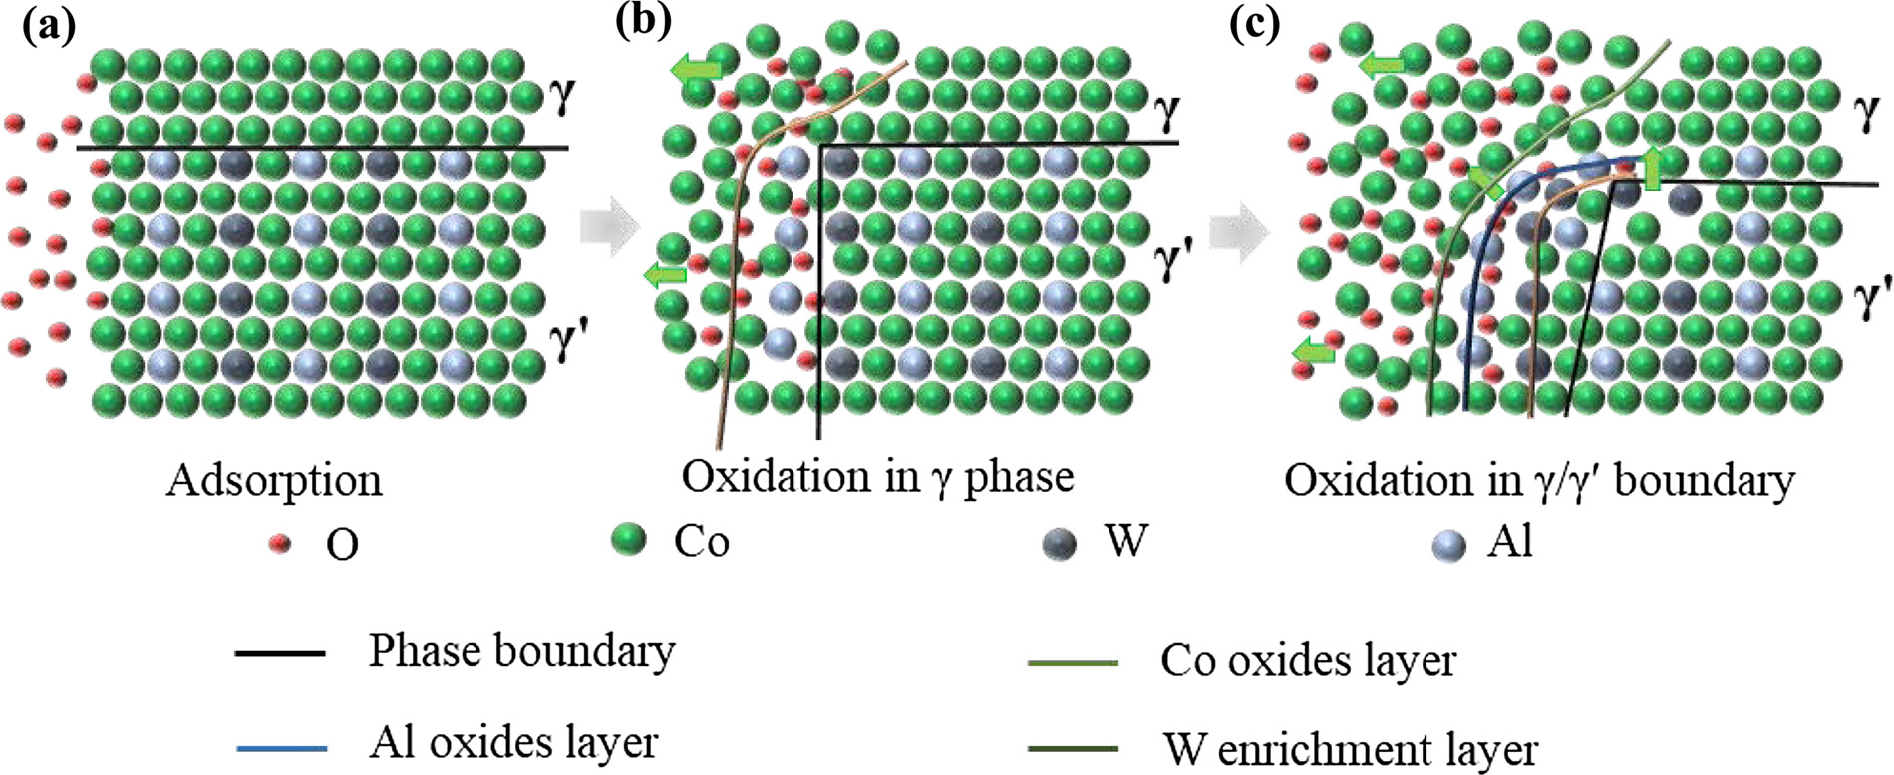 (a)
(b)
(c)
γ
γ
γ
γ'
γ'
γ'
Adsorption
Oxidation in γ phase
Oxidation in γ/γ' boundary
O
Co
W
Al
Phase boundary
Co oxides layer
Al oxides layer
W enrichment layer